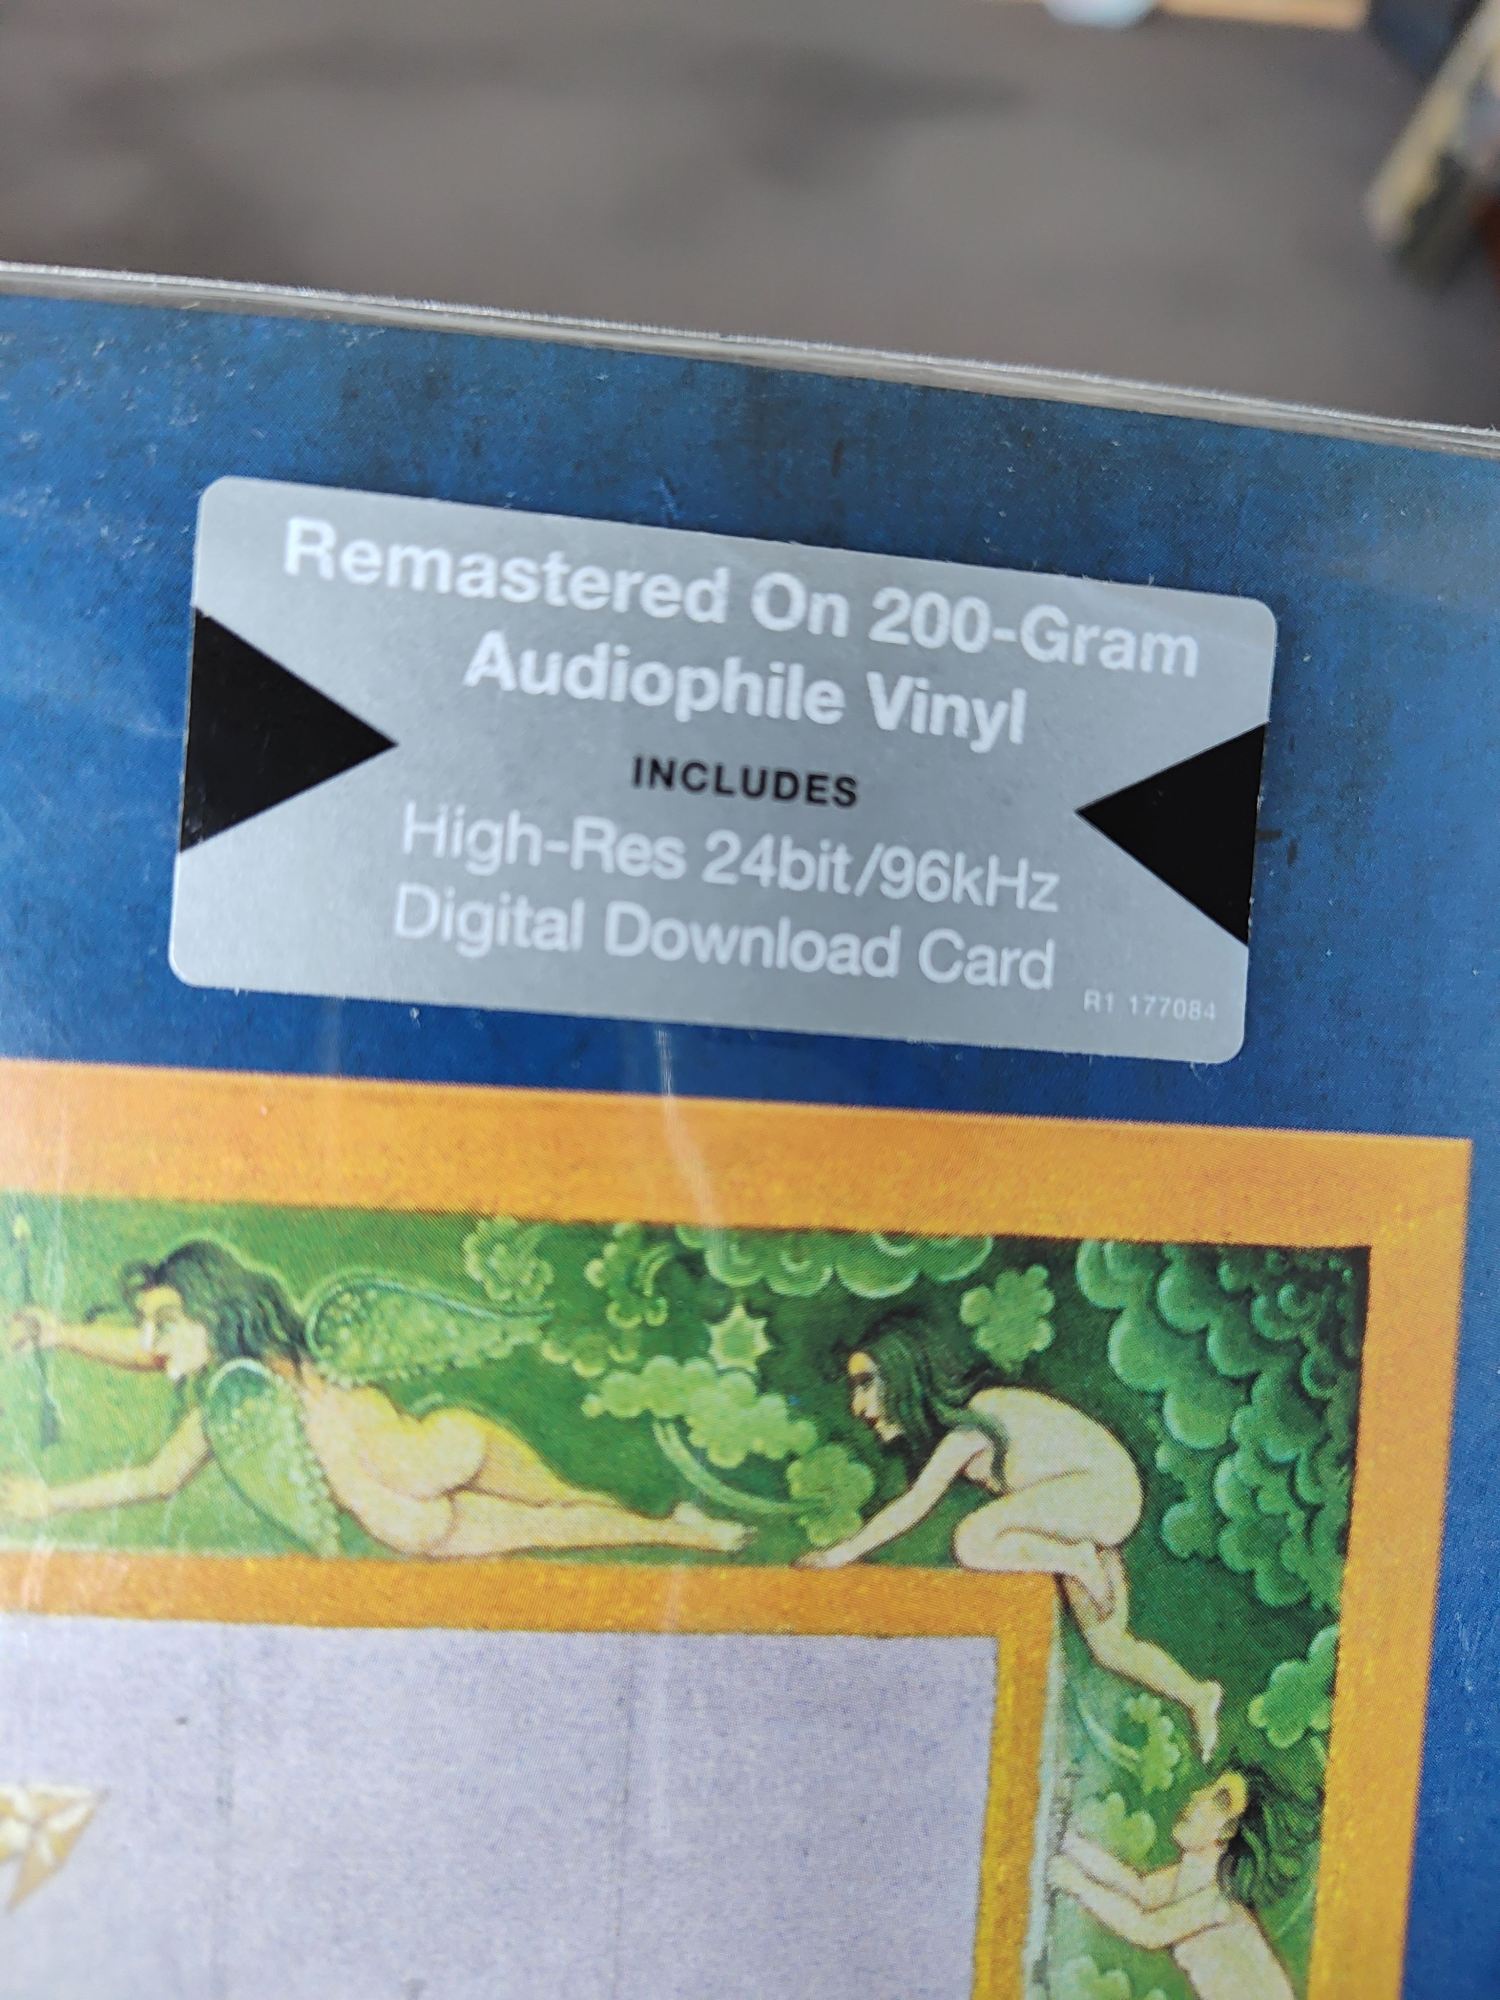 Remastered On 200-Gram
Audiophile Vinyl
INCLUDES
High-Res 24bit/96kHz
Digital Download Card
R1 177084